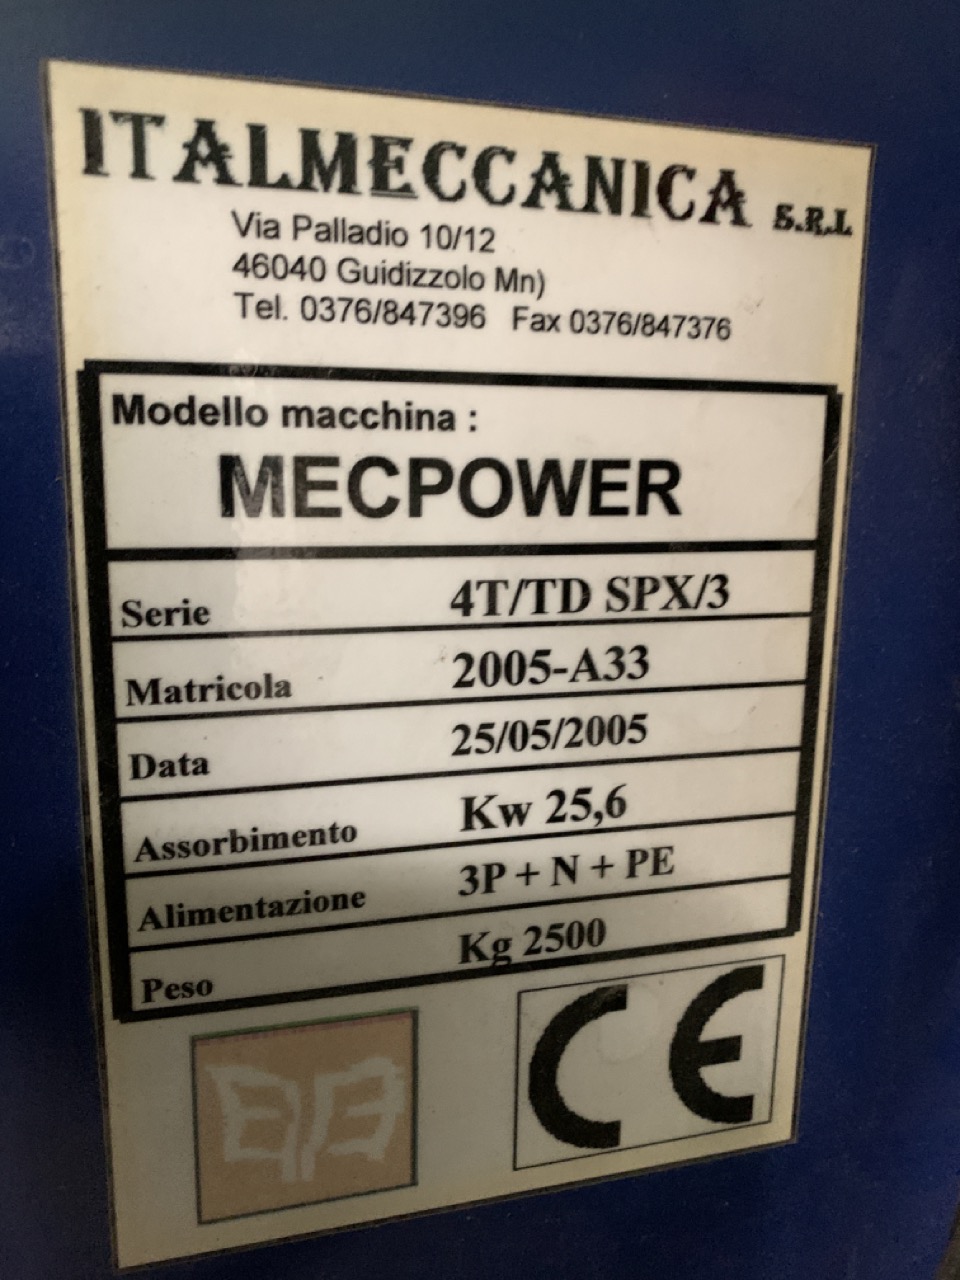 ITALMECCANICA S.R.L
Via Palladio 10/12
46040 Guidizzolo Mn)
Tel. 0376/847396 Fax 0376/847376
Modello macchina :
MECPOWER
Serie 4T/TD SPX/3
Matricola 2005-A33
Data 25/05/2005
Assorbimento Kw 25,6
Alimentazione 3P + N + PE
Peso Kg 2500
CE